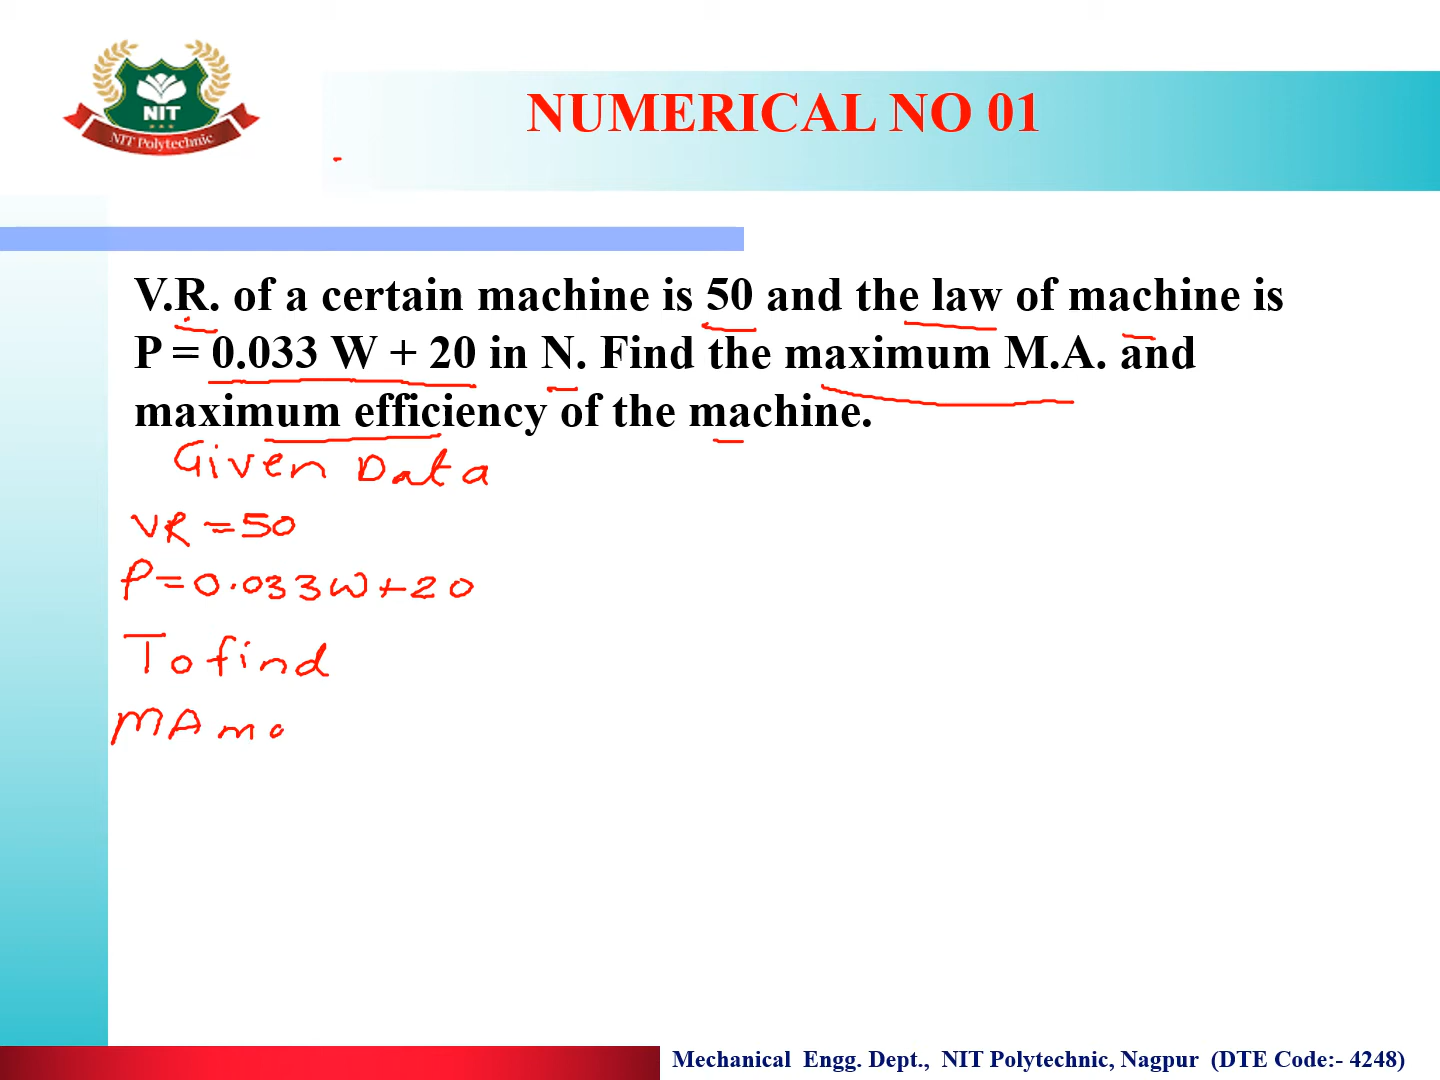 NIT
NIT Polytechnic
NUMERICAL NO 01
V.R. of a certain machine is 50 and the law of machine is
P = 0.033 W + 20 in N. Find the maximum M.A. and
maximum efficiency of the machine.
Given Data
VR = 50
P = 0.033W+20
To find
MA ma
Mechanical Engg. Dept., NIT Polytechnic, Nagpur (DTE Code:- 4248)